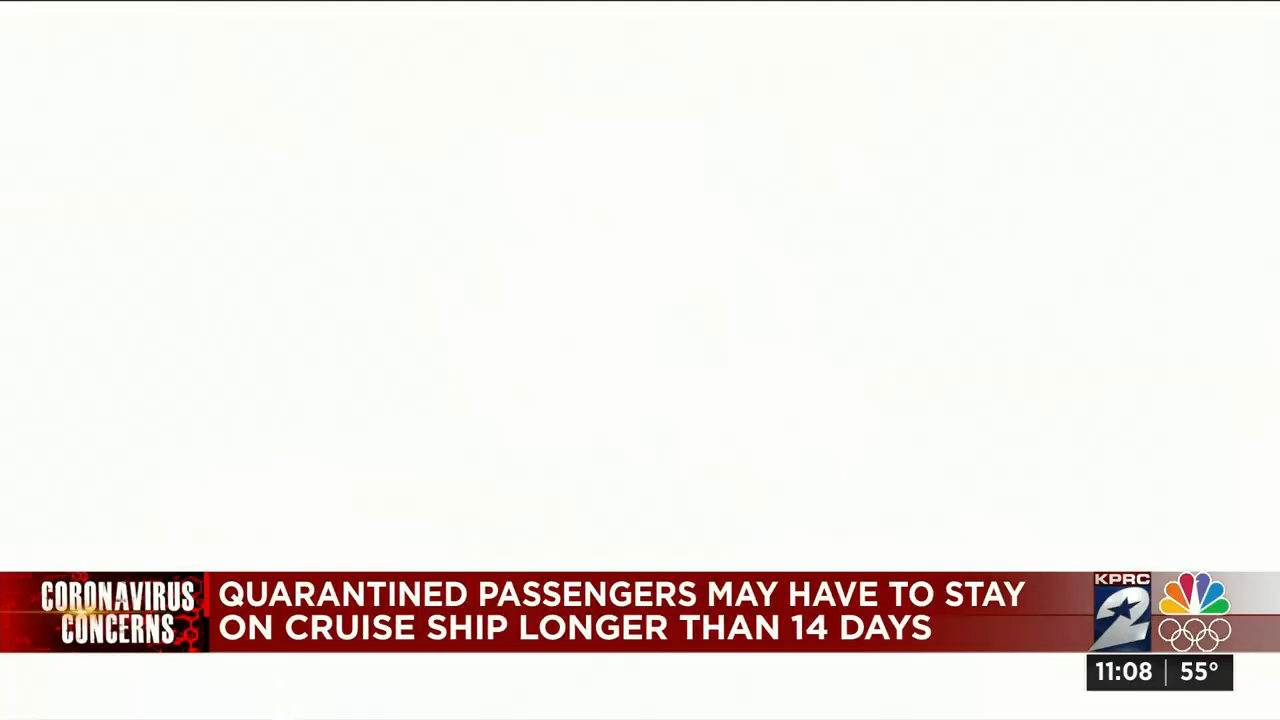 CORONAVIRUS
CONCERNS
QUARANTINED PASSENGERS MAY HAVE TO STAY
ON CRUISE SHIP LONGER THAN 14 DAYS
KPRC
2
11:08 55°